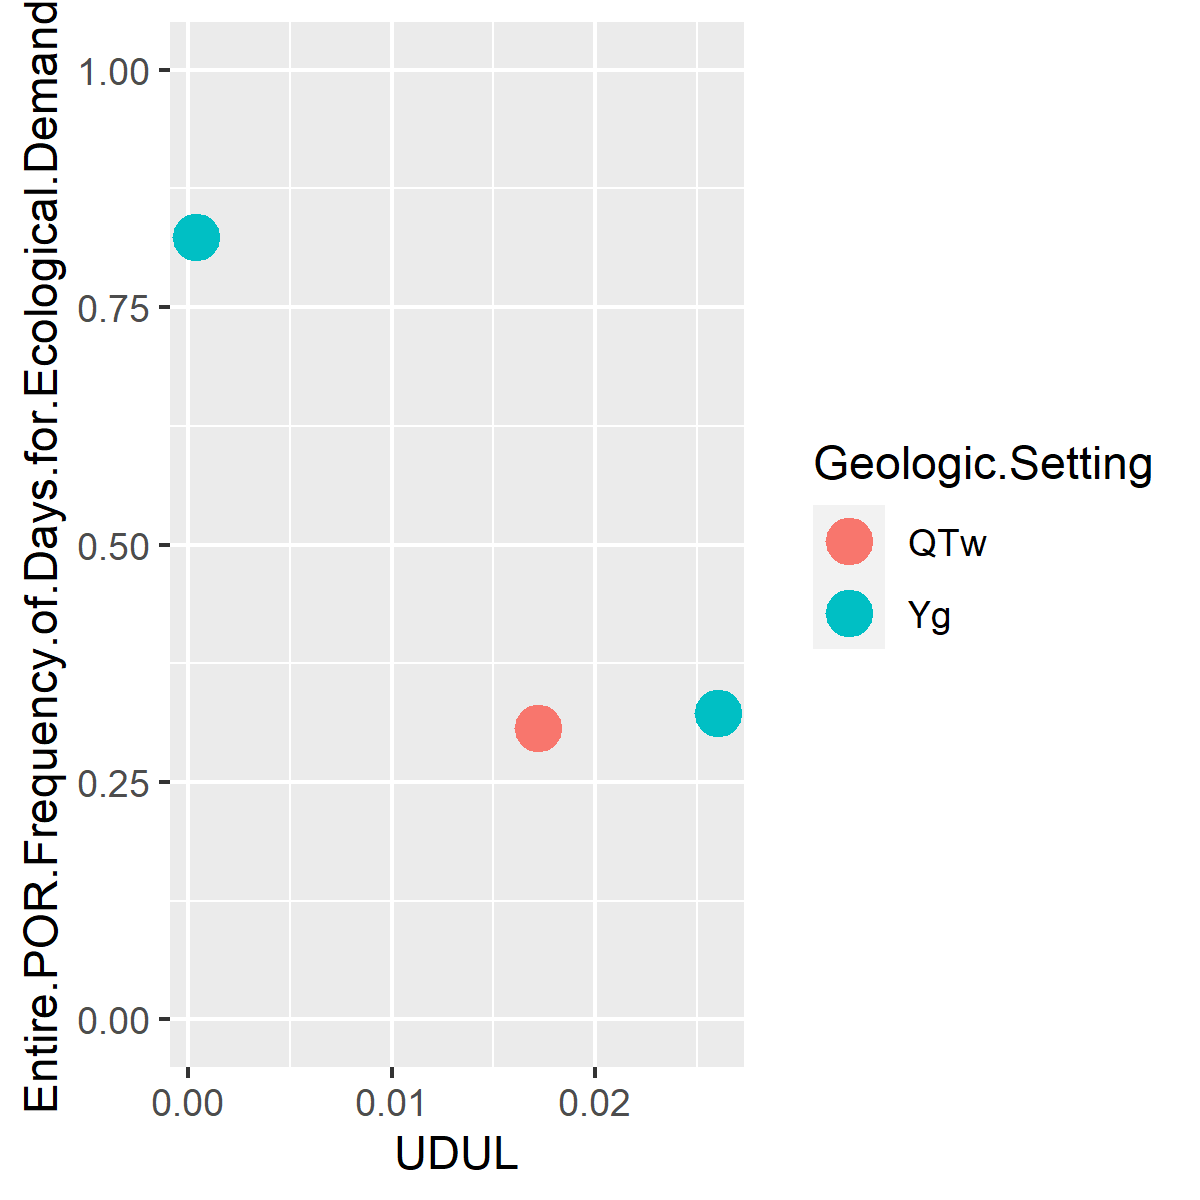 Entire.POR.Frequency.of.Days.for.Ecological.Demand
1.00
0.75
0.50
0.25
0.00
0.00 0.01 0.02
UDUL
Geologic.Setting
QTw
Yg